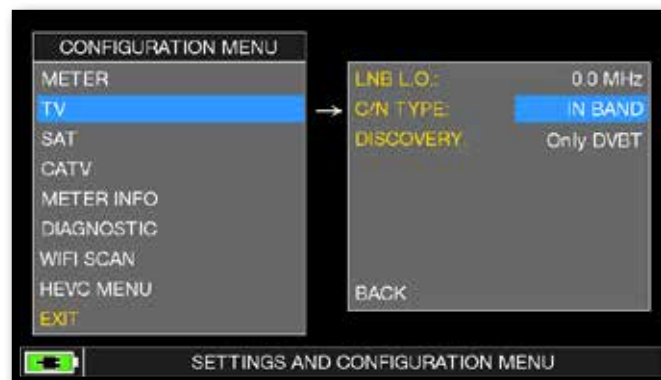 CONFIGURATION MENU
METER
TV
SAT
CATV
METER INFO
DIAGNOSTIC
WIFI SCAN
HEVC MENU
EXIT
LNB L.O.: 0.0 MHz
C/N TYPE: IN BAND
DISCOVERY: Only DVBT
BACK
SETTINGS AND CONFIGURATION MENU